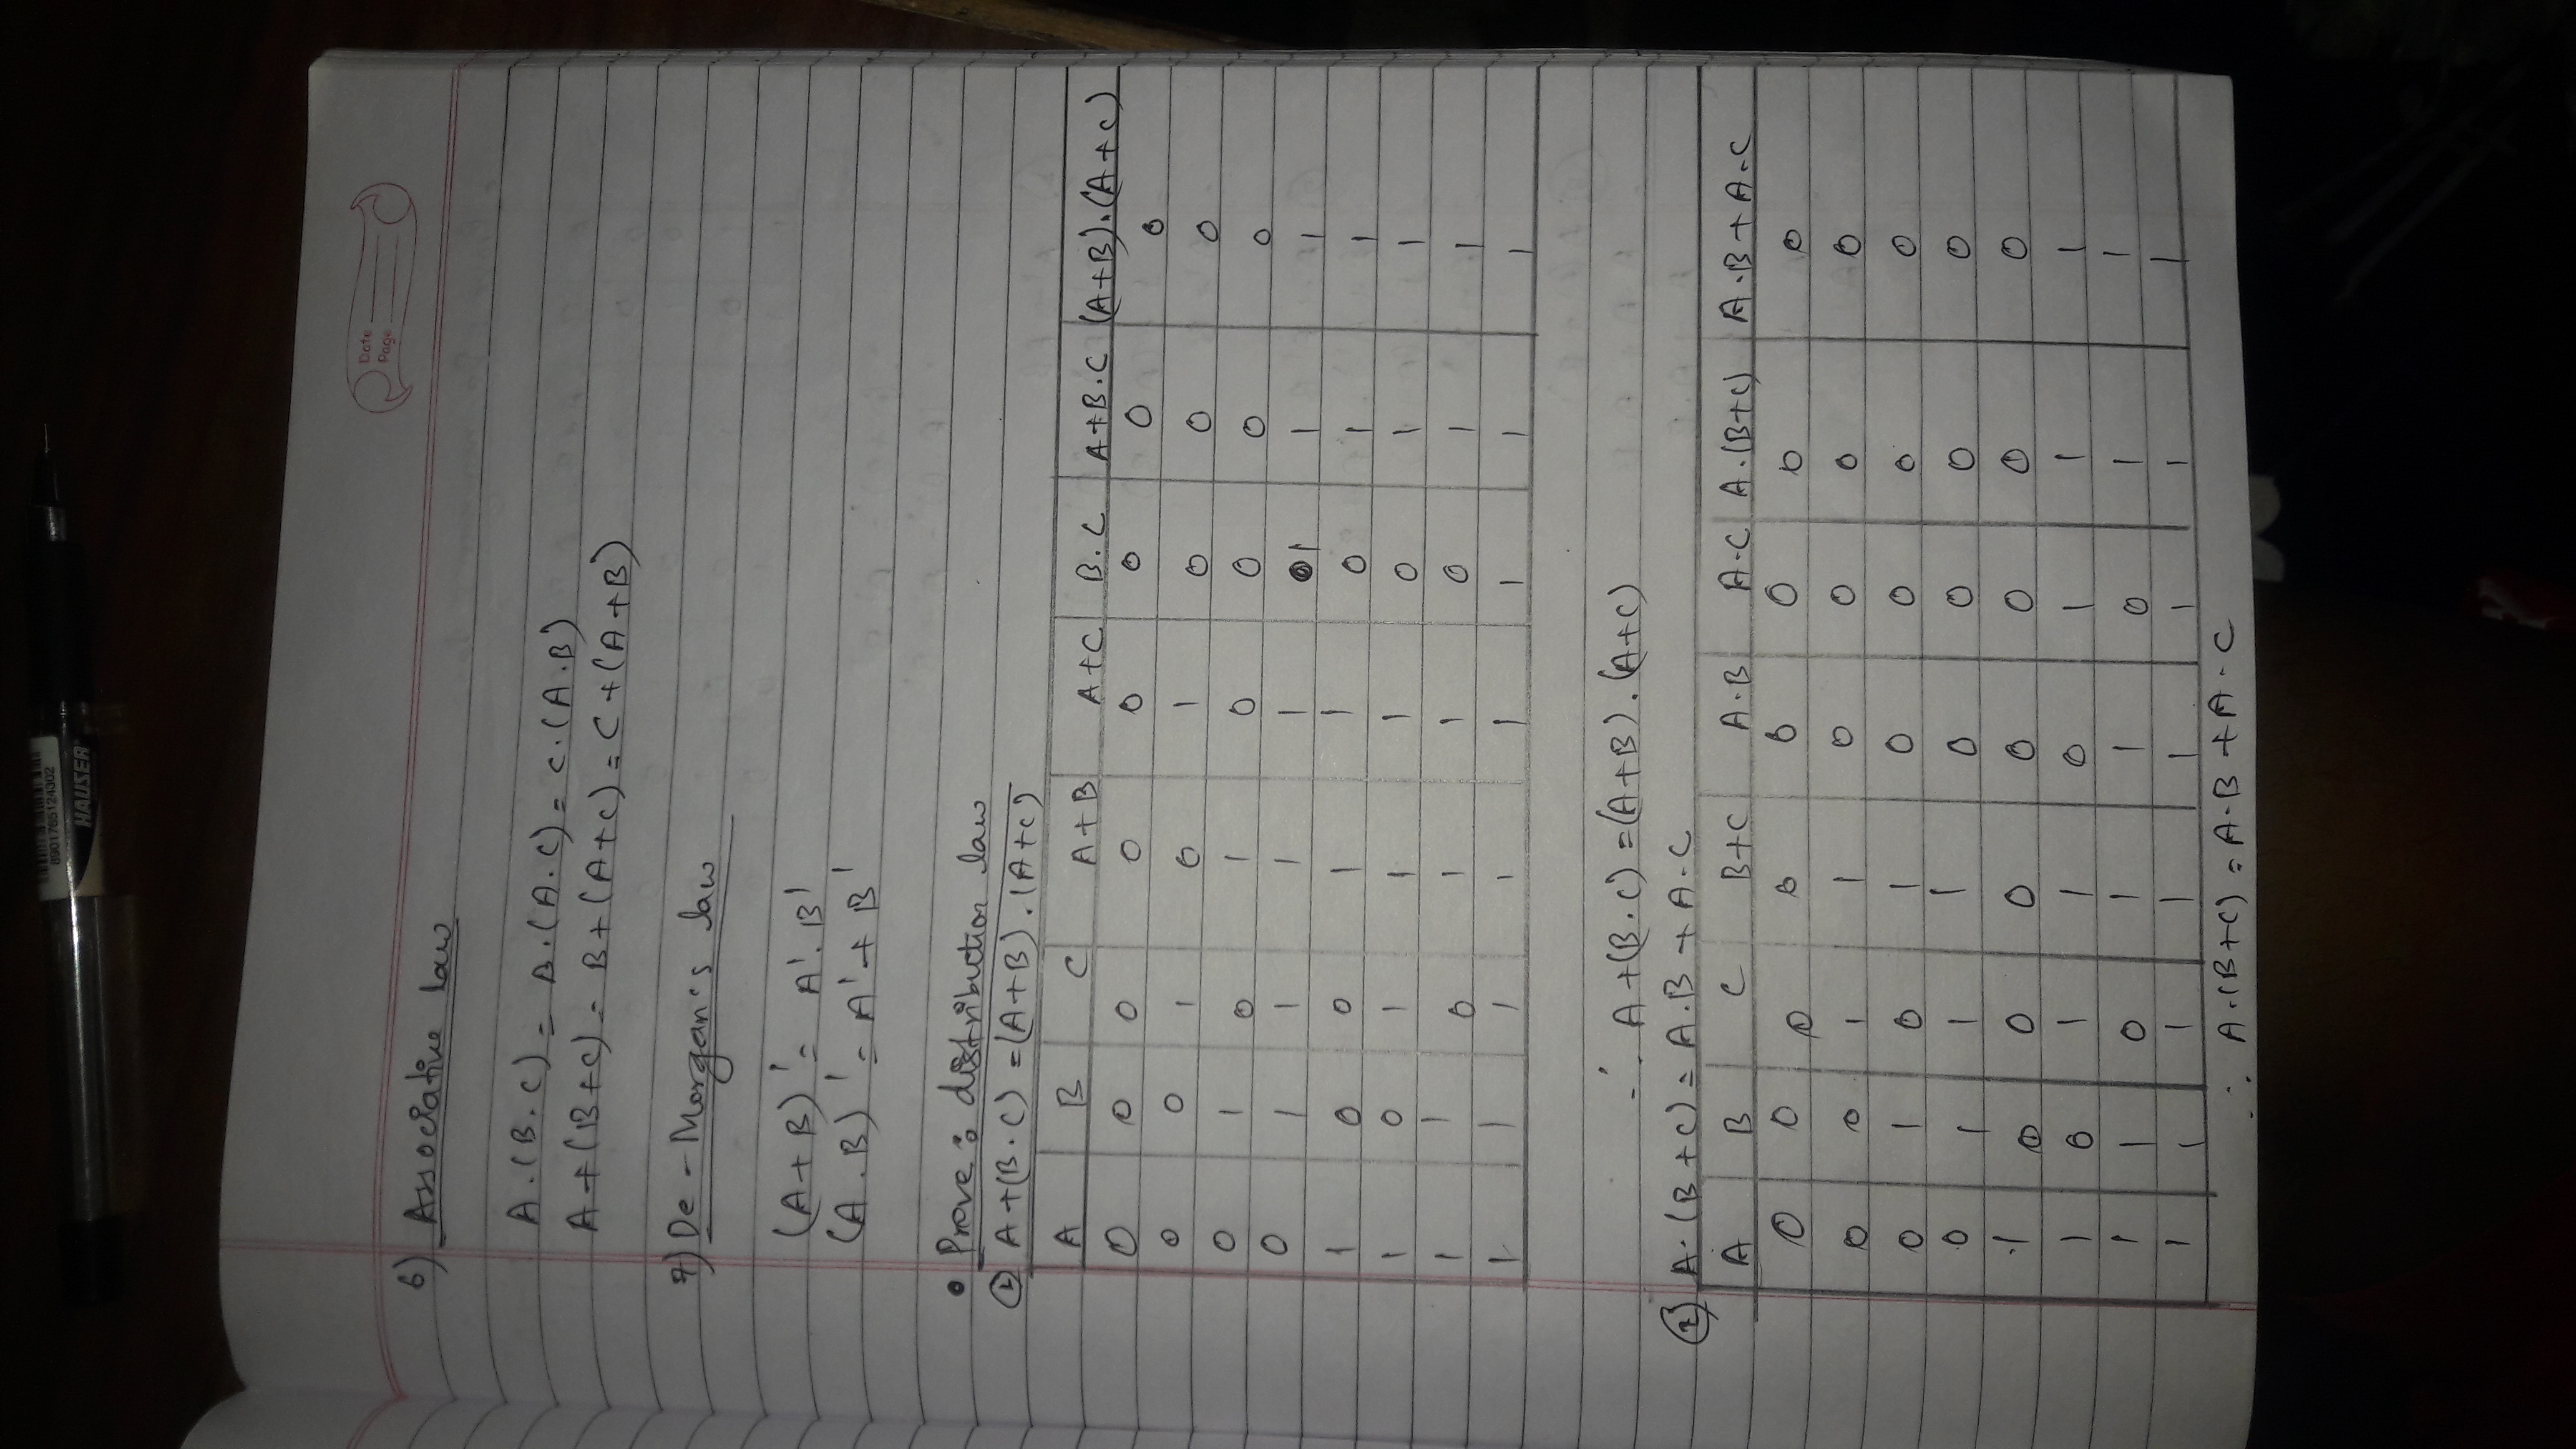 Date
Page
6) Associative law
A.(B.C) = B.(A.C) = C.(A.B)
A+(B+C) = B+(A+C) = C+(A+B)
7) De-Morgan's law
(A+B)' = A'.B'
(A.B)' = A'+B'
• Prove : distribution law
① A+(B.C) = (A+B).(A+C)
A B C A+B A+C B.C A+B.C (A+B).(A+C)
0 0 0 0 0 0 0 0
0 0 1 0 1 0 0 0
0 1 0 1 0 0 0 0
0 1 1 1 1 1 1 1
1 0 0 1 1 0 1 1
1 0 1 1 1 0 1 1
1 1 0 1 1 0 1 1
1 1 1 1 1 1 1 1
∴ A+(B.C) = (A+B).(A+C)
② A.(B+C) = A.B + A.C
A B C B+C A.B A.C A.(B+C) A.B+A.C
0 0 0 0 0 0 0 0
0 0 1 1 0 0 0 0
0 1 0 1 0 0 0 0
0 1 1 1 0 0 0 0
1 0 0 0 0 0 0 0
1 0 1 1 0 1 1 1
1 1 0 1 1 0 1 1
1 1 1 1 1 1 1 1
∴ A.(B+C) = A.B + A.C
HAUSER
8901765124302